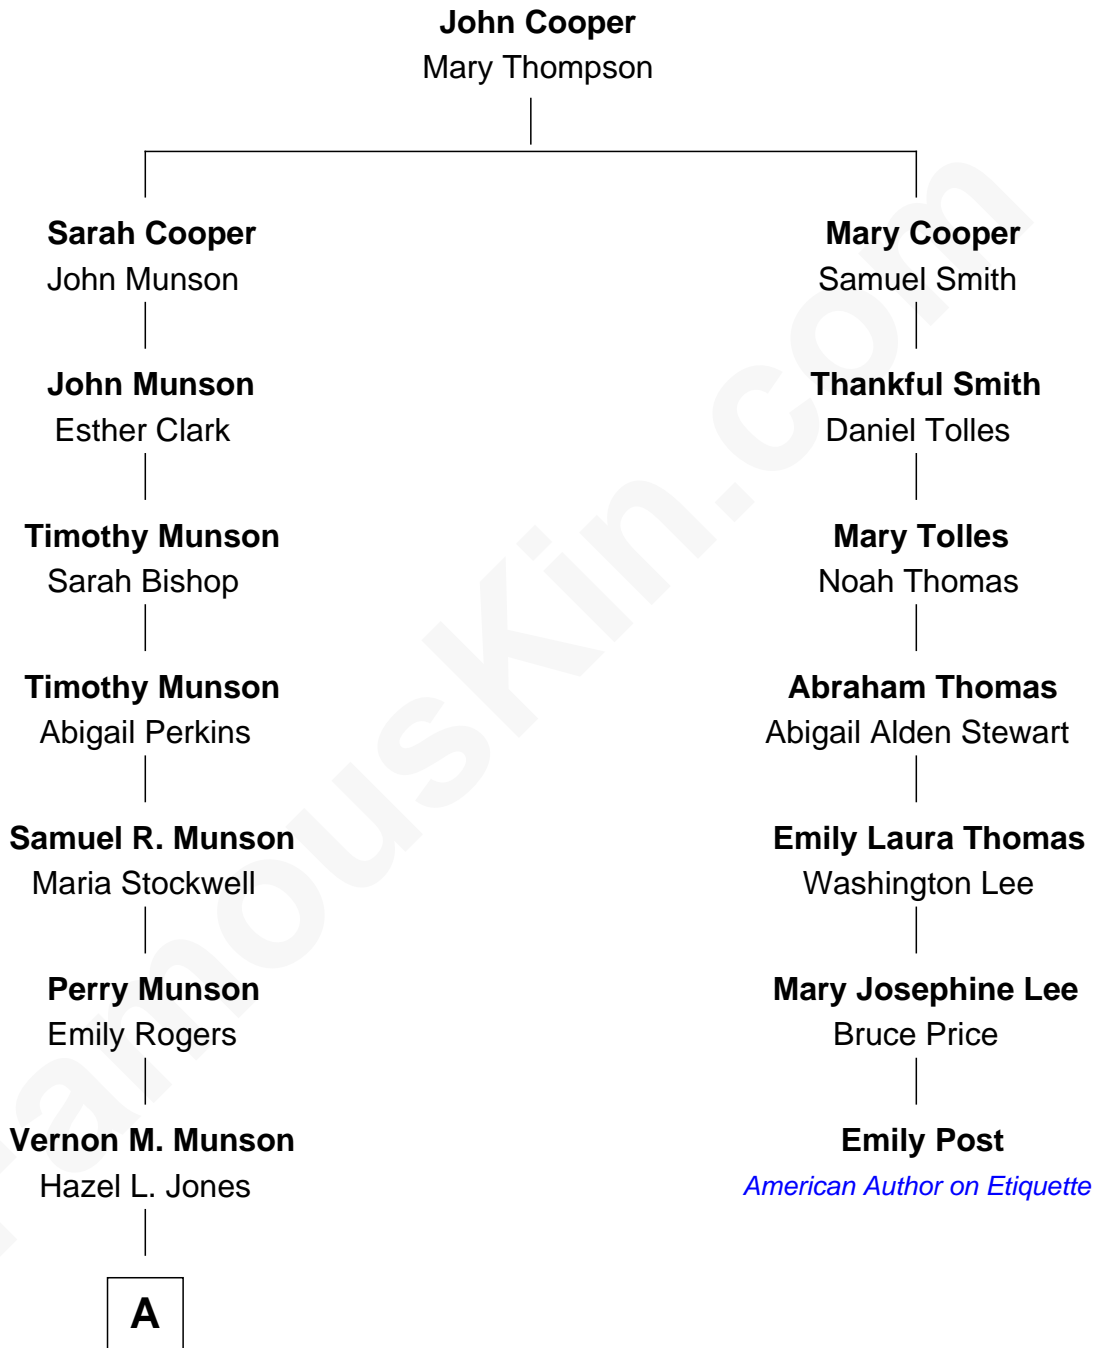 John Cooper
Mary Thompson
Sarah Cooper
John Munson
Mary Cooper
Samuel Smith
John Munson
Esther Clark
Thankful Smith
Daniel Tolles
Timothy Munson
Sarah Bishop
Mary Tolles
Noah Thomas
Timothy Munson
Abigail Perkins
Abraham Thomas
Abigail Alden Stewart
Samuel R. Munson
Maria Stockwell
Emily Laura Thomas
Washington Lee
Perry Munson
Emily Rogers
Mary Josephine Lee
Bruce Price
Vernon M. Munson
Hazel L. Jones
Emily Post
American Author on Etiquette
A
FamousKin.com